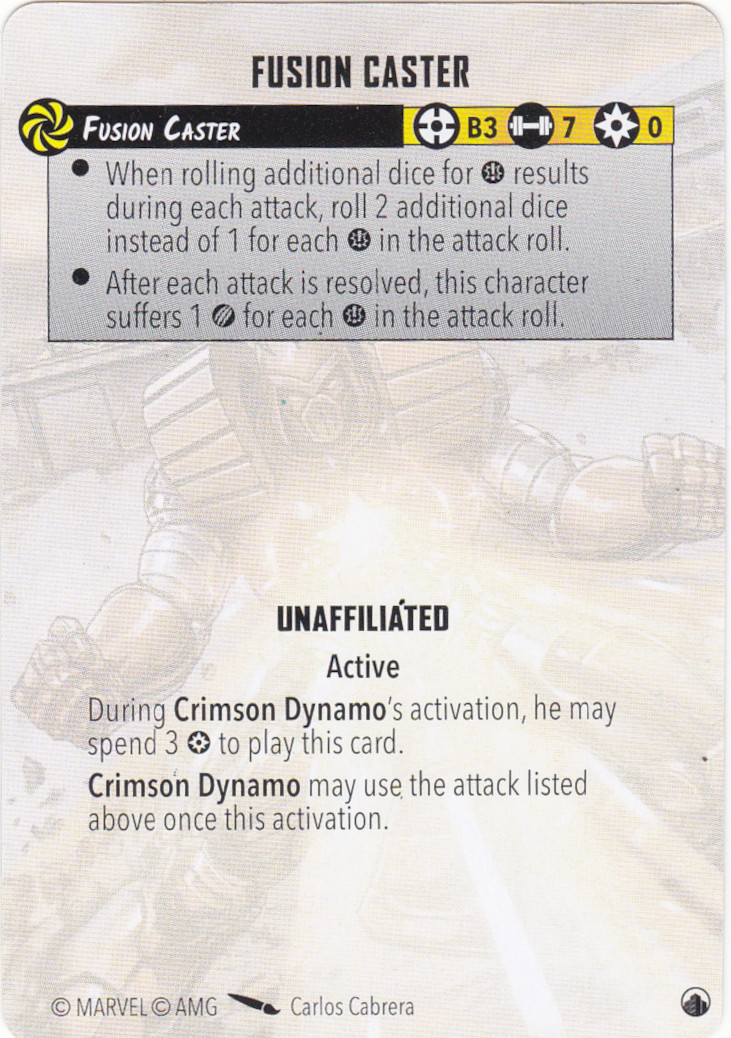 FUSION CASTER
FUSION CASTER B3 7 0
When rolling additional dice for results
during each attack, roll 2 additional dice
instead of 1 for each in the attack roll.
After each attack is resolved, this character
suffers 1 for each in the attack roll.
UNAFFILIATED
Active
During Crimson Dynamo's activation, he may
spend 3 to play this card.
Crimson Dynamo may use the attack listed
above once this activation.
© MARVEL © AMG Carlos Cabrera